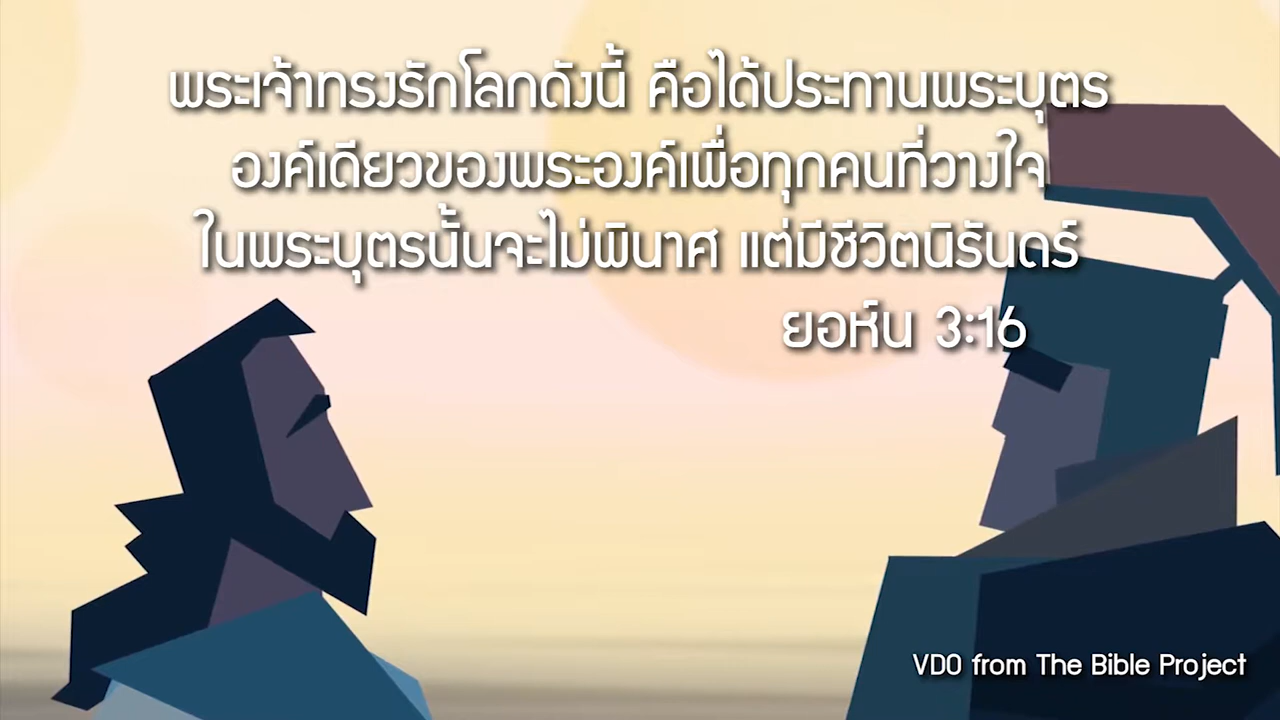 พระเจ้าทรงรักโลกดังนี้ คือได้ประทานพระบุตร
องค์เดียวของพระองค์เพื่อทุกคนที่วางใจ
ในพระบุตรนั้นจะไม่พินาศ แต่มีชีวิตนิรันดร์
ยอห์น 3:16
VDO from The Bible Project